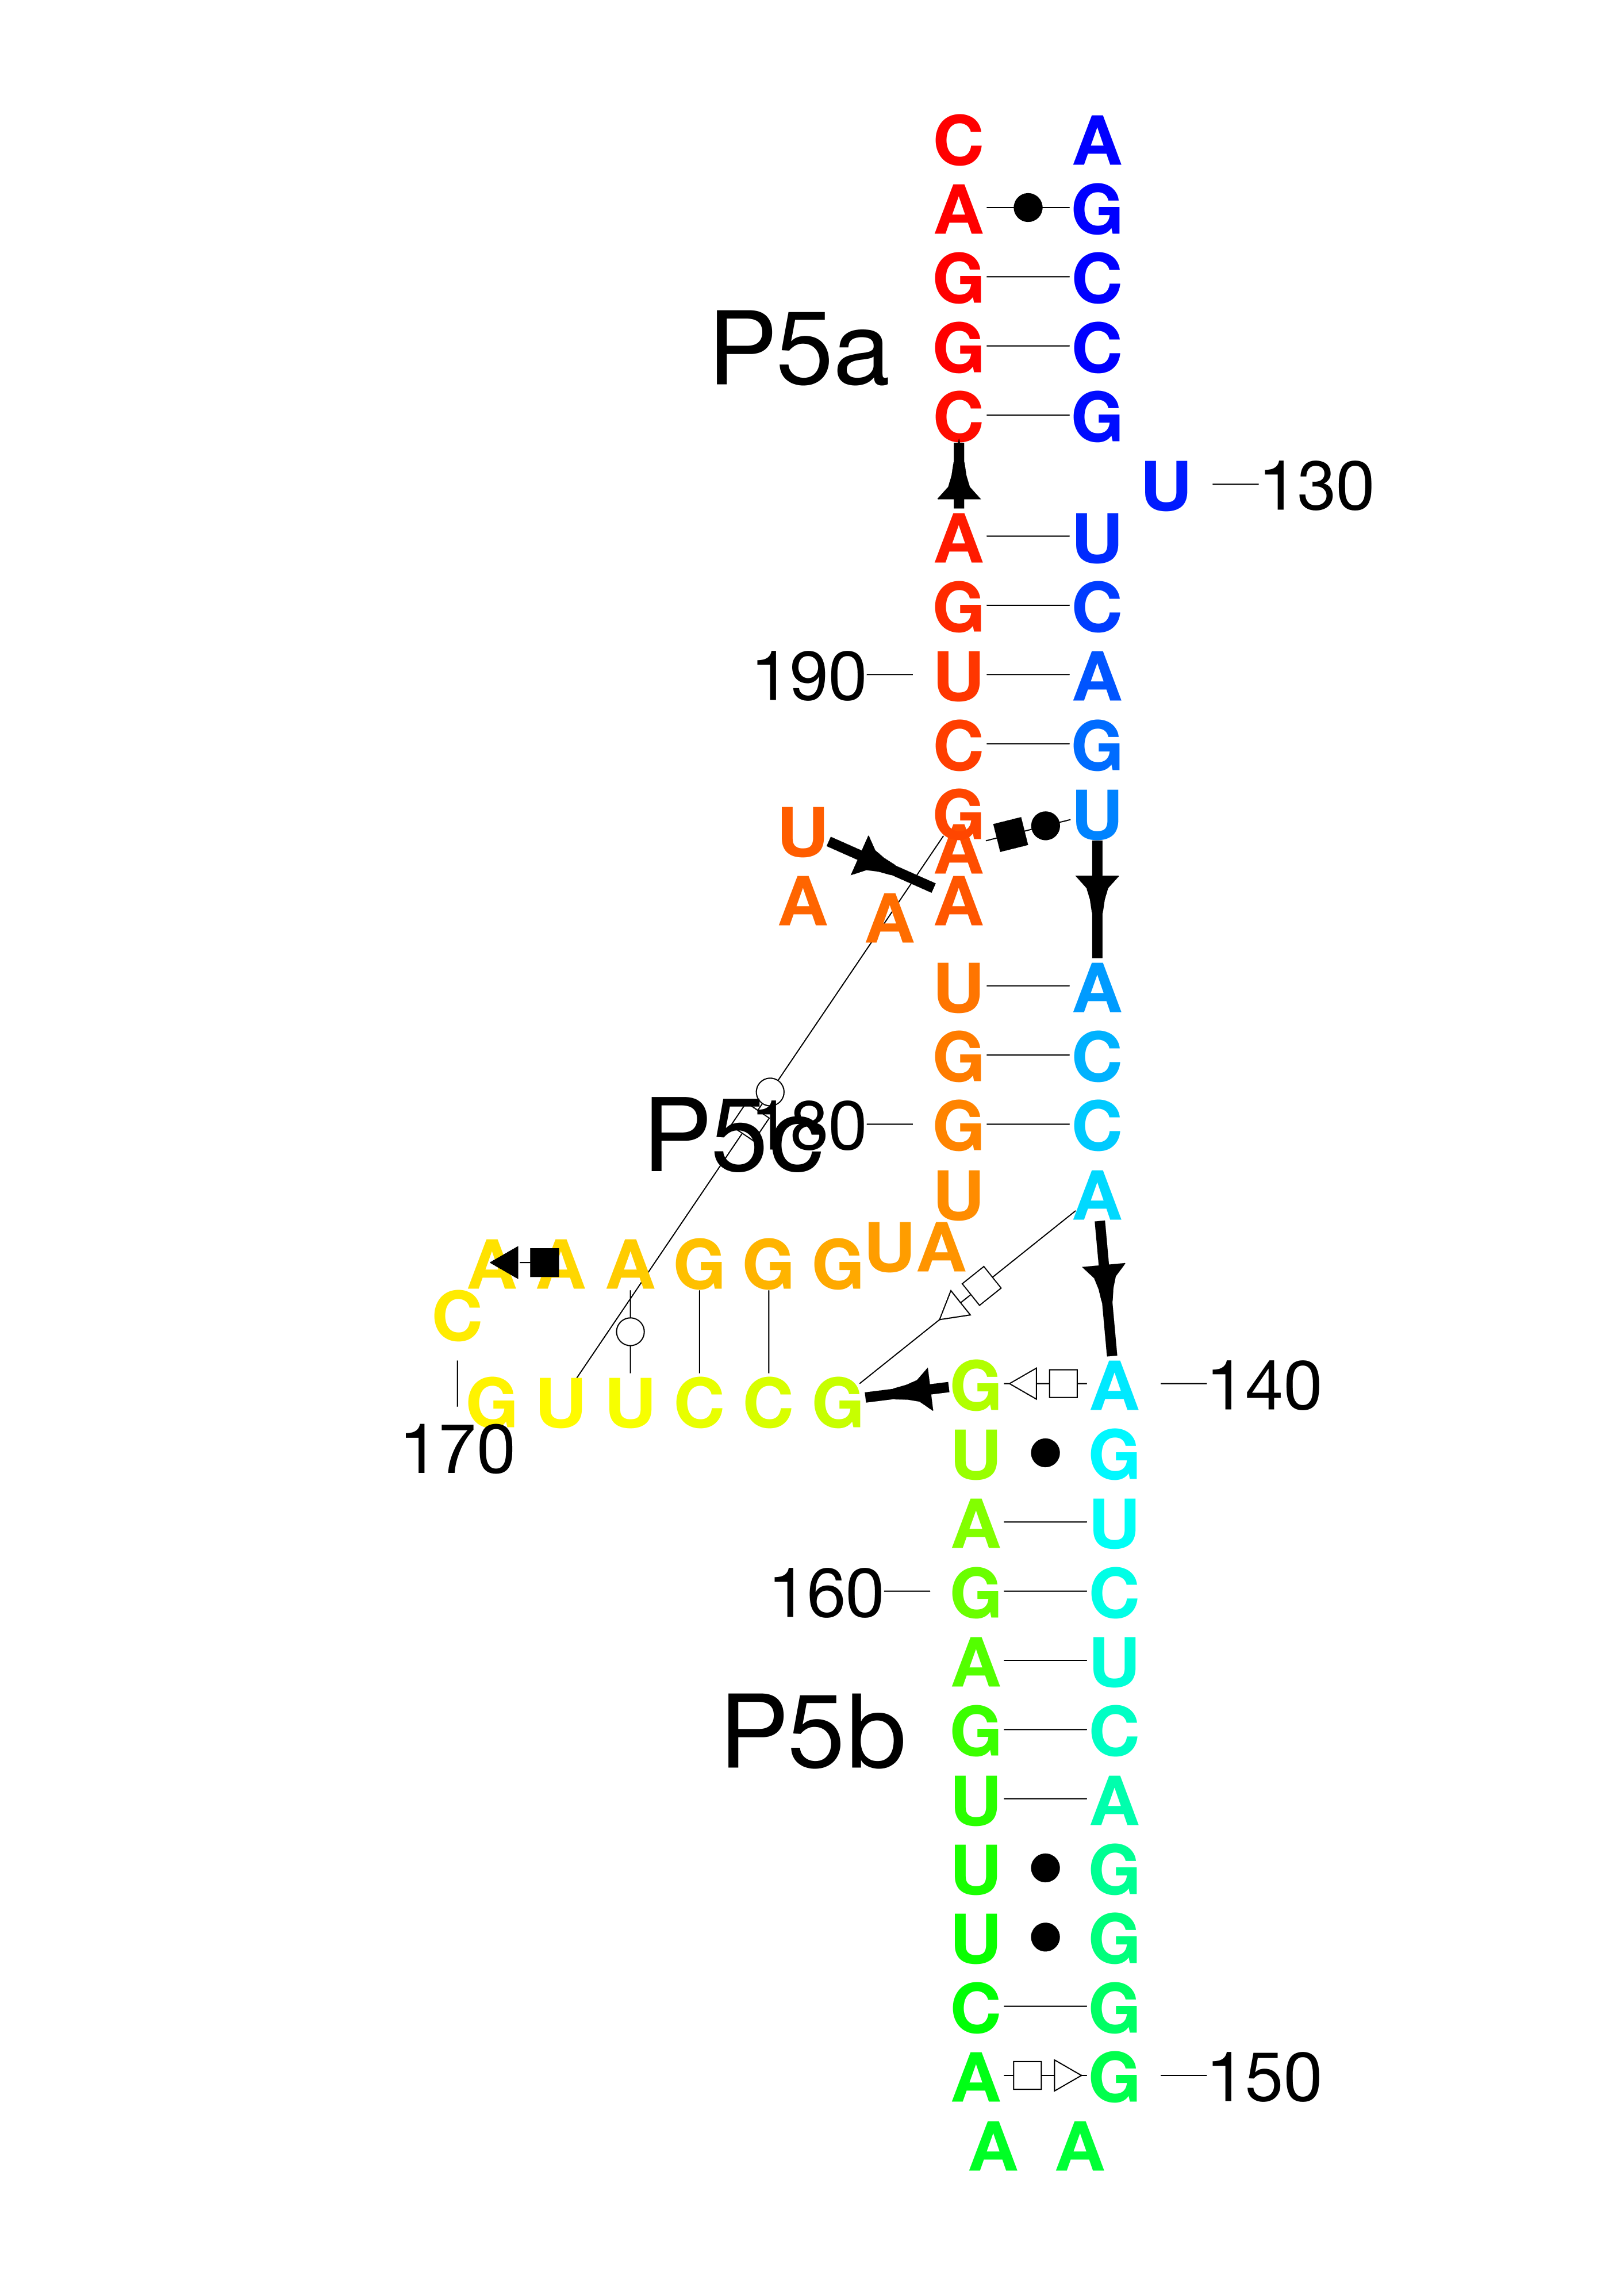 C A
A G
G C
P5a G C
C G
U 130
A U
G C
190 U A
C G
G U
U A
A A A
U A
G C
P5c 180 G C
U A
A A A G G G U A
C
G U U C C G G A 140
170 U G
A U
160 G C
A U
P5b G C
U A
U G
U G
C G
A G 150
A A